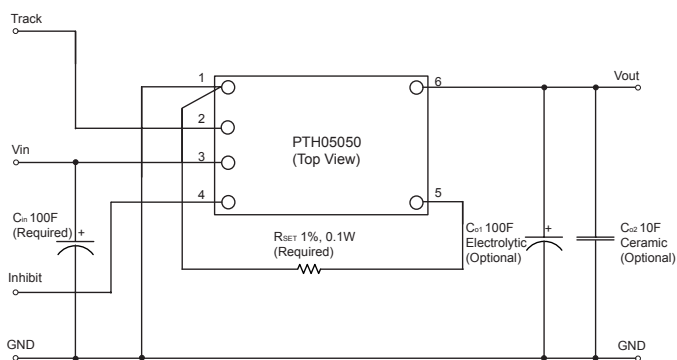 Track
Vin
Cin 100F
(Required)
+
Inhibit
GND
1
2
3
4
PTH05050
(Top View)
6
5
RSET 1%, 0.1W
(Required)
Co1 100F
Electrolytic
(Optional)
+
Co2 10F
Ceramic
(Optional)
Vout
GND